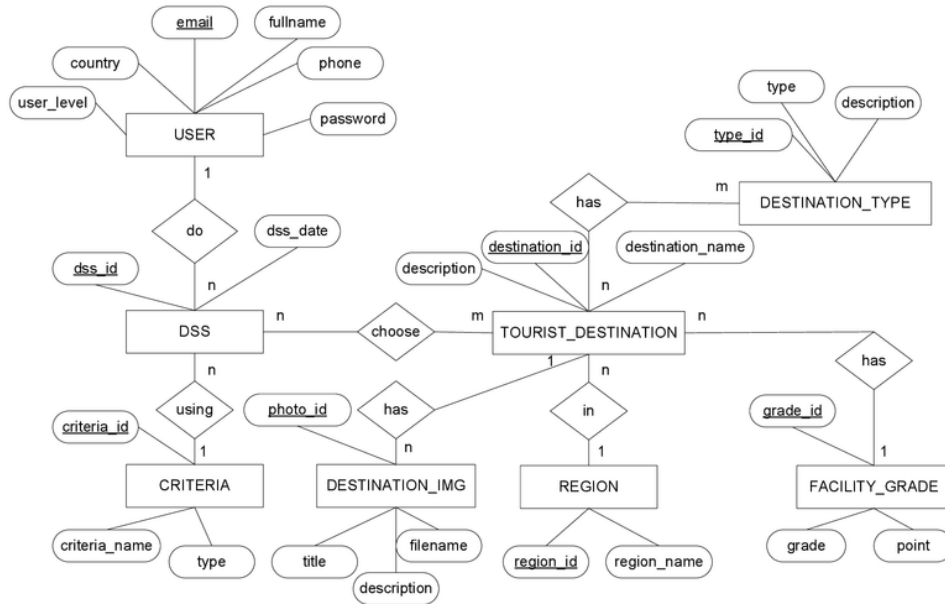 email
fullname
country
phone
user_level
password
USER
1
do
n
dss_date
dss_id
DSS
n
choose
m
n
using
1
criteria_id
CRITERIA
criteria_name
type
type
description
type_id
DESTINATION_TYPE
m
has
n
destination_id
destination_name
description
TOURIST_DESTINATION
1
has
n
photo_id
DESTINATION_IMG
title
filename
description
n
in
1
REGION
region_id
region_name
n
has
1
grade_id
FACILITY_GRADE
grade
point